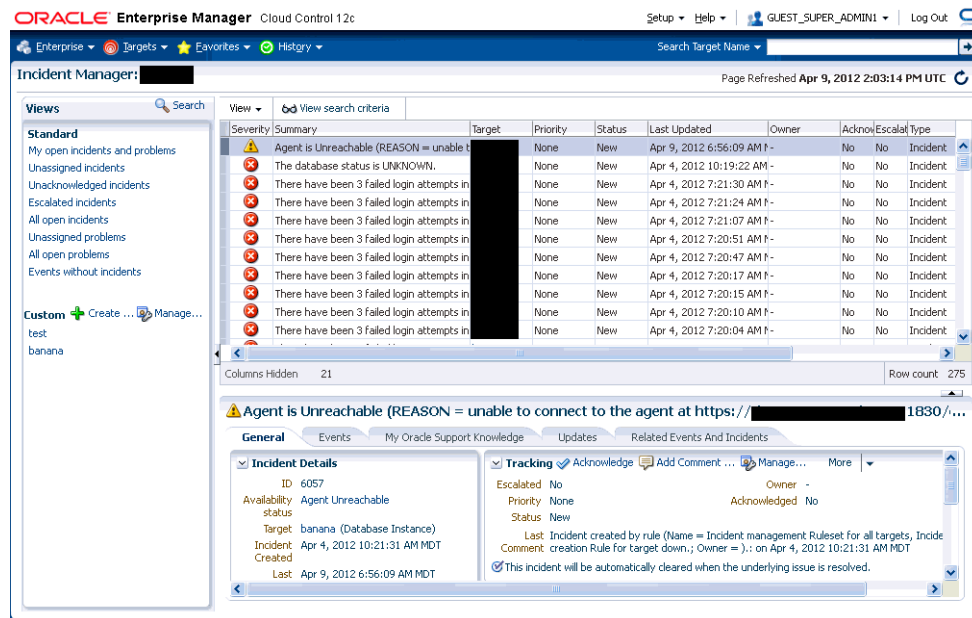 ORACLE Enterprise Manager Cloud Control 12c
Setup Help GUEST_SUPER_ADMIN1 Log Out
Enterprise Targets Favorites History Search Target Name
Incident Manager:
Page Refreshed Apr 9, 2012 2:03:14 PM UTC
Views Search
Standard
My open incidents and problems
Unassigned incidents
Unacknowledged incidents
Escalated incidents
All open incidents
Unassigned problems
All open problems
Events without incidents
Custom Create ... Manage...
test
banana
View View search criteria
Severity Summary Target Priority Status Last Updated Owner Acknow Escalat Type
Agent is Unreachable (REASON = unable t None New Apr 9, 2012 6:56:09 AM - No No Incident
The database status is UNKNOWN. None New Apr 4, 2012 10:19:22 AM - No No Incident
There have been 3 failed login attempts in None New Apr 4, 2012 7:21:30 AM - No No Incident
There have been 3 failed login attempts in None New Apr 4, 2012 7:21:24 AM - No No Incident
There have been 3 failed login attempts in None New Apr 4, 2012 7:21:07 AM - No No Incident
There have been 3 failed login attempts in None New Apr 4, 2012 7:20:51 AM - No No Incident
There have been 3 failed login attempts in None New Apr 4, 2012 7:20:47 AM - No No Incident
There have been 3 failed login attempts in None New Apr 4, 2012 7:20:17 AM - No No Incident
There have been 3 failed login attempts in None New Apr 4, 2012 7:20:15 AM - No No Incident
There have been 3 failed login attempts in None New Apr 4, 2012 7:20:10 AM - No No Incident
There have been 3 failed login attempts in None New Apr 4, 2012 7:20:04 AM - No No Incident
Columns Hidden 21 Row count 275
Agent is Unreachable (REASON = unable to connect to the agent at https:// 1830/...
General Events My Oracle Support Knowledge Updates Related Events And Incidents
Incident Details
ID 6057
Availability status Agent Unreachable
Target banana (Database Instance)
Incident Created Apr 4, 2012 10:21:31 AM MDT
Last Apr 9, 2012 6:56:09 AM MDT
Tracking Acknowledge Add Comment ... Manage... More
Escalated No Owner -
Priority None Acknowledged No
Status New
Last Incident created by rule (Name = Incident management Ruleset for all targets, Incide
Comment creation Rule for target down.; Owner = ).: on Apr 4, 2012 10:21:31 AM MDT
This incident will be automatically cleared when the underlying issue is resolved.